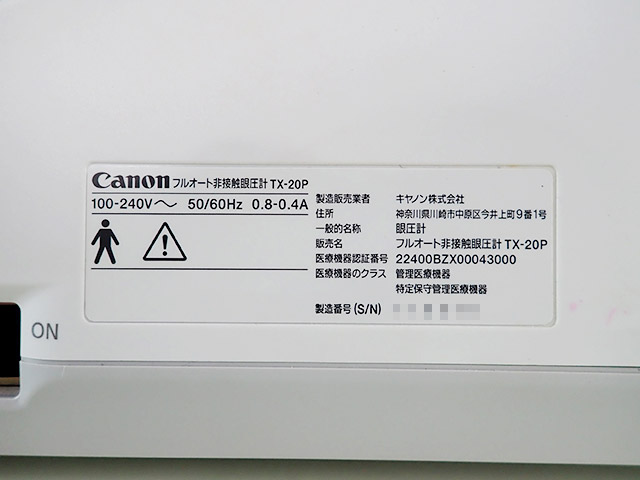 Canon フルオート非接触眼圧計 TX-20P
100-240V～ 50/60Hz 0.8-0.4A
製造販売業者 キヤノン株式会社
住所 神奈川県川崎市中原区今井上町9番1号
一般的名称 眼圧計
販売名 フルオート非接触眼圧計 TX-20P
医療機器認証番号 22400BZX00043000
医療機器のクラス 管理医療機器
特定保守管理医療機器
製造番号(S/N)
ON